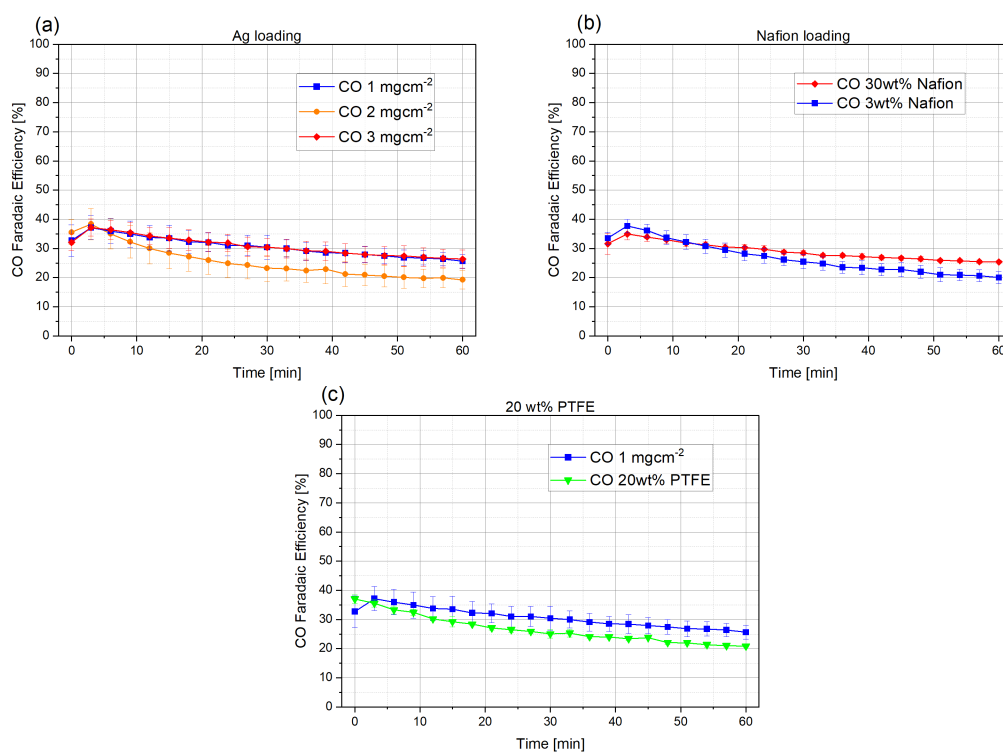 (a)
Ag loading
CO 1 mgcm⁻²
CO 2 mgcm⁻²
CO 3 mgcm⁻²
CO Faradaic Efficiency [%]
100
90
80
70
60
50
40
30
20
10
0
0 10 20 30 40 50 60
Time [min]
(b)
Nafion loading
CO 30wt% Nafion
CO 3wt% Nafion
CO Faradaic Efficiency [%]
100
90
80
70
60
50
40
30
20
10
0
0 10 20 30 40 50 60
Time [min]
(c)
20 wt% PTFE
CO 1 mgcm⁻²
CO 20wt% PTFE
CO Faradaic Efficiency [%]
100
90
80
70
60
50
40
30
20
10
0
0 10 20 30 40 50 60
Time [min]